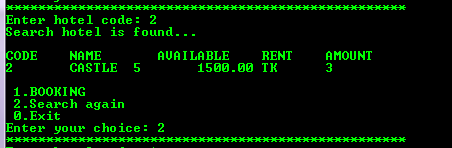 **************************************************
Enter hotel code: 2
Search hotel is found...
CODE NAME AVAILABLE RENT AMOUNT
2 CASTLE 5 1500.00 TK 3
1.BOOKING
2.Search again
0.Exit
Enter your choice: 2
**************************************************